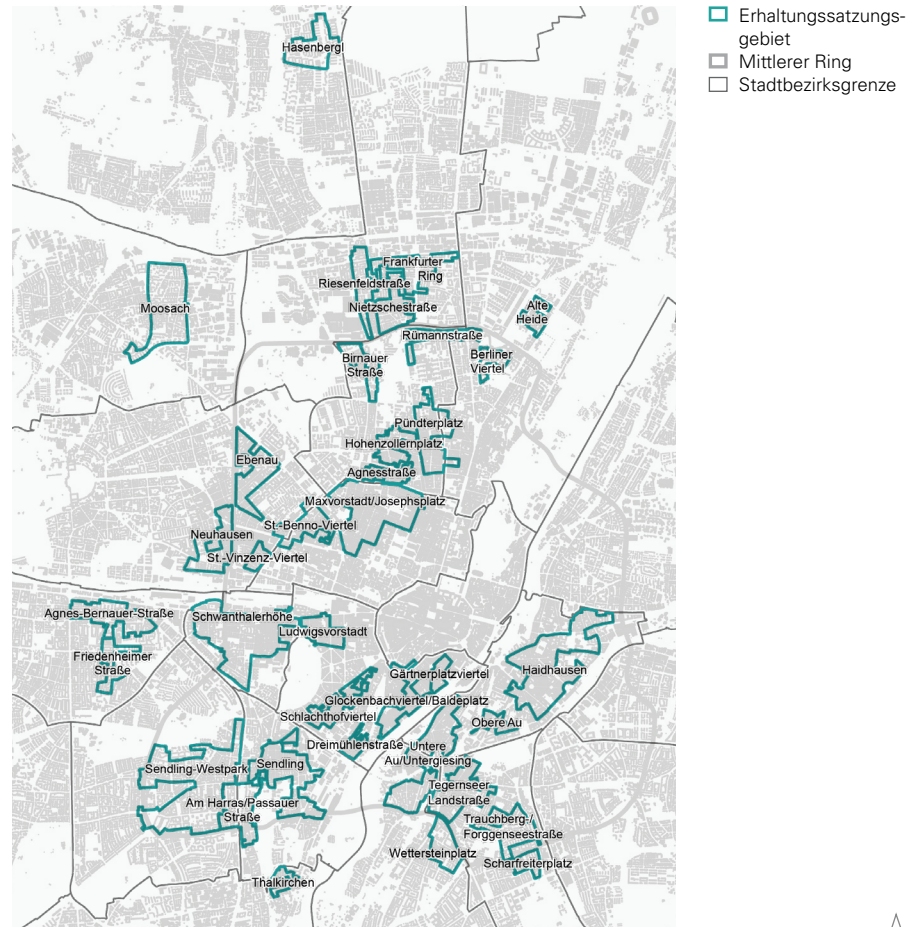 Erhaltungssatzungs-
gebiet
Mittlerer Ring
Stadtbezirksgrenze
Hasenbergl
Frankfurter
Ring
Riesenfeldstraße
Moosach
Nietzschestraße
Alte
Heide
Rümannstraße
Birnauer
Straße
Berliner
Viertel
Pündterplatz
Hohenzollernplatz
Ebenau
Agnesstraße
Maxvorstadt/Josephsplatz
St.-Benno-Viertel
Neuhausen
St.-Vinzenz-Viertel
Agnes-Bernauer-Straße
Schwanthalerhöhe
Ludwigsvorstadt
Friedenheimer
Straße
Haidhausen
Gärtnerplatzviertel
Glockenbachviertel/Baldeplatz
Schlachthofviertel
Obere Au
Dreimühlenstraße
Untere
Au/Untergiesing
Sendling-Westpark
Sendling
Tegernseer
Landstraße
Am Harras/Passauer
Straße
Trauchberg-/
Forggenseestraße
Wettersteinplatz
Scharfreiterplatz
Thalkirchen